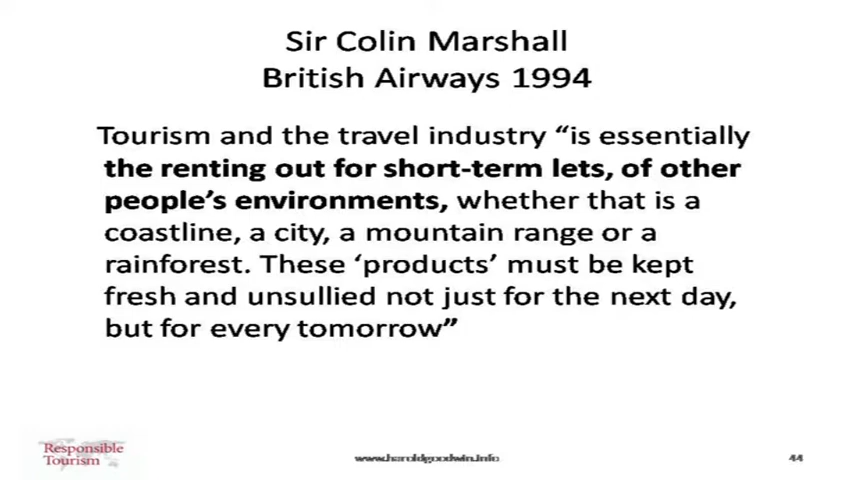 Sir Colin Marshall
British Airways 1994
Tourism and the travel industry “is essentially
the renting out for short-term lets, of other
people’s environments, whether that is a
coastline, a city, a mountain range or a
rainforest. These ‘products’ must be kept
fresh and unsullied not just for the next day,
but for every tomorrow”
Responsible
Tourism
www.haroldgoodwin.info
44